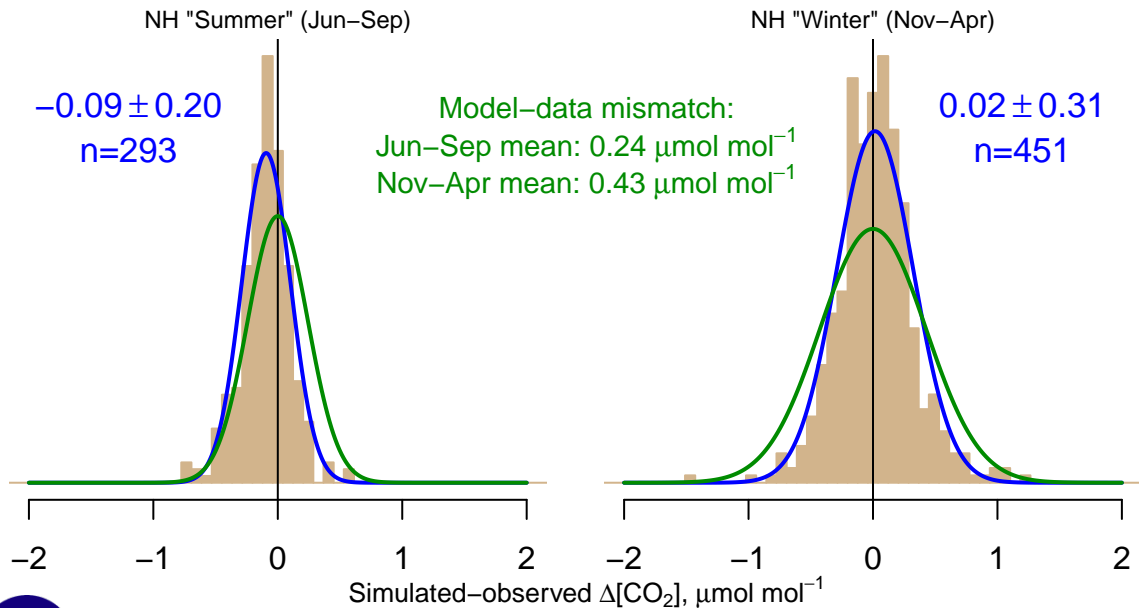 NH "Summer" (Jun−Sep)
NH "Winter" (Nov−Apr)
−0.09 ± 0.20
n=293
Model−data mismatch:
Jun−Sep mean: 0.24 μmol mol⁻¹
Nov−Apr mean: 0.43 μmol mol⁻¹
0.02 ± 0.31
n=451
−2 −1 0 1 2
−2 −1 0 1 2
Simulated−observed Δ[CO₂], μmol mol⁻¹